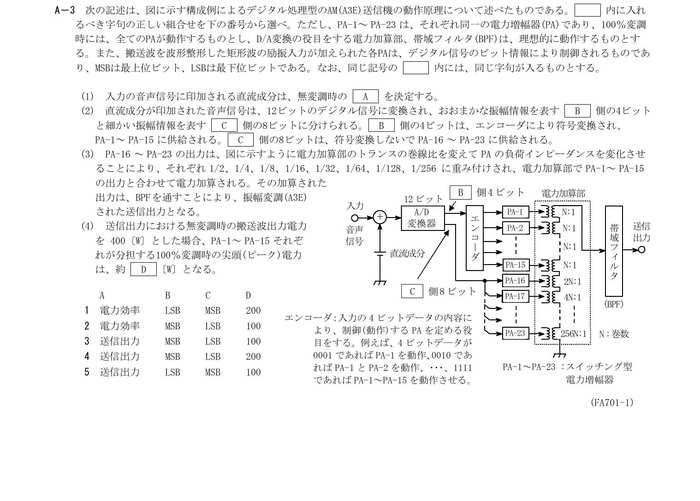 A－3 次の記述は、図に示す構成例によるデジタル処理型のAM(A3E)送信機の動作原理について述べたものである。 内に入れ
るべき字句の正しい組合せを下の番号から選べ。ただし、PA-1～ PA-23 は、それぞれ同一の電力増幅器(PA)であり、100％変調
時には、全てのPAが動作するものとし、D/A変換の役目をする電力加算部、帯域フィルタ(BPF)は、理想的に動作するものとす
る。また、搬送波を波形整形した矩形波の励振入力が加えられた各PAは、デジタル信号のビット情報により制御されるものであ
り、MSBは最上位ビット、LSBは最下位ビットである。なお、同じ記号の 内には、同じ字句が入るものとする。
(1) 入力の音声信号に印加される直流成分は、無変調時の A を決定する。
(2) 直流成分が印加された音声信号は、12ビットのデジタル信号に変換され、おおまかな振幅情報を表す B 側の4ビット
と細かい振幅情報を表す C 側の8ビットに分けられる。 B 側の4ビットは、エンコーダにより符号変換され、
PA-1～ PA-15 に供給される。 C 側の8ビットは、符号変換しないで PA-16 ～ PA-23 に供給される。
(3) PA-16 ～ PA-23 の出力は、図に示すように電力加算部のトランスの巻線比を変えて PA の負荷インピーダンスを変化させ
ることにより、それぞれ 1/2、1/4、1/8、1/16、1/32、1/64、1/128、1/256 に重み付けされ、電力加算部で PA-1～ PA-15
の出力と合わせて電力加算される。その加算された
出力は、BPFを通すことにより、振幅変調(A3E)
された送信出力となる。
(4) 送信出力における無変調時の搬送波出力電力
を 400 [W] とした場合、PA-1～ PA-15 それぞ
れが分担する100％変調時の尖頭(ピーク)電力
は、約 D [W] となる。
A B C D
1 電力効率 LSB MSB 200
2 電力効率 MSB LSB 100
3 送信出力 LSB MSB 100
4 送信出力 MSB LSB 200
5 送信出力 MSB LSB 100
入力
音声
信号
直流成分
12 ビット
A/D
変換器
B 側 4 ビット
C 側 8 ビット
エンコーダ
PA-1
PA-2
PA-15
PA-16
PA-17
PA-23
電力加算部
N:1
N:1
N:1
N:1
2N:1
4N:1
256N:1
帯域フィルタ
(BPF)
送信
出力
N：巻数
エンコーダ：入力の 4 ビットデータの内容に
より、制御(動作)する PA を定める役
目をする。例えば、4 ビットデータが
0001 であれば PA-1 を動作、0010 であ
れば PA-1 と PA-2 を動作、･･･、1111
であれば PA-1～PA-15 を動作させる。
PA-1～PA-23 ：スイッチング型
電力増幅器
(FA701-1)